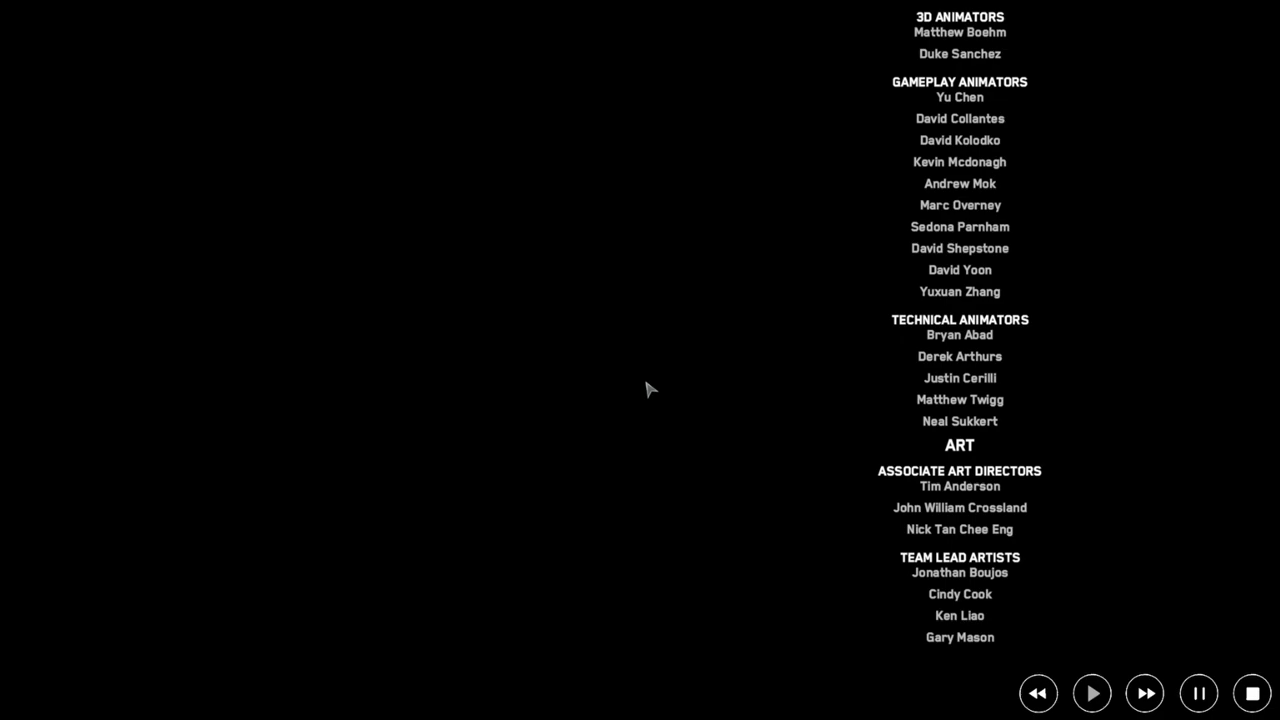 3D ANIMATORS
Matthew Boehm
Duke Sanchez
GAMEPLAY ANIMATORS
Yu Chen
David Collantes
David Kolodko
Kevin Mcdonagh
Andrew Mok
Marc Overney
Sedona Parnham
David Shepstone
David Yoon
Yuxuan Zhang
TECHNICAL ANIMATORS
Bryan Abad
Derek Arthurs
Justin Cerilli
Matthew Twigg
Neal Sukkert
ART
ASSOCIATE ART DIRECTORS
Tim Anderson
John William Crossland
Nick Tan Chee Eng
TEAM LEAD ARTISTS
Jonathan Boujos
Cindy Cook
Ken Liao
Gary Mason